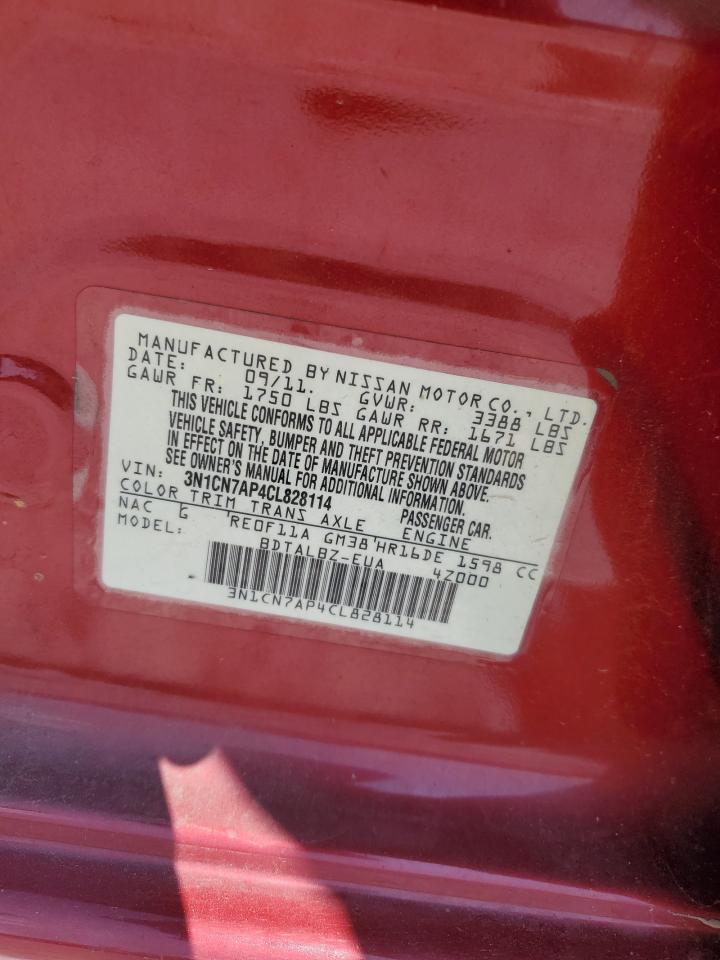 MANUFACTURED BY NISSAN MOTOR CO., LTD.
DATE: 09/11. GVWR: 3388 LBS
GAWR FR: 1750 LBS GAWR RR: 1671 LBS
THIS VEHICLE CONFORMS TO ALL APPLICABLE FEDERAL MOTOR
VEHICLE SAFETY, BUMPER AND THEFT PREVENTION STANDARDS
IN EFFECT ON THE DATE OF MANUFACTURE SHOWN ABOVE.
SEE OWNER'S MANUAL FOR ADDITIONAL INFORMATION.
VIN: 3N1CN7AP4CL828114 PASSENGER CAR.
COLOR TRIM TRANS AXLE ENGINE
NAC G RE0F11A GM38 HR16DE 1598 CC
MODEL: BDTALBZ-EUA 4Z000
3N1CN7AP4CL828114